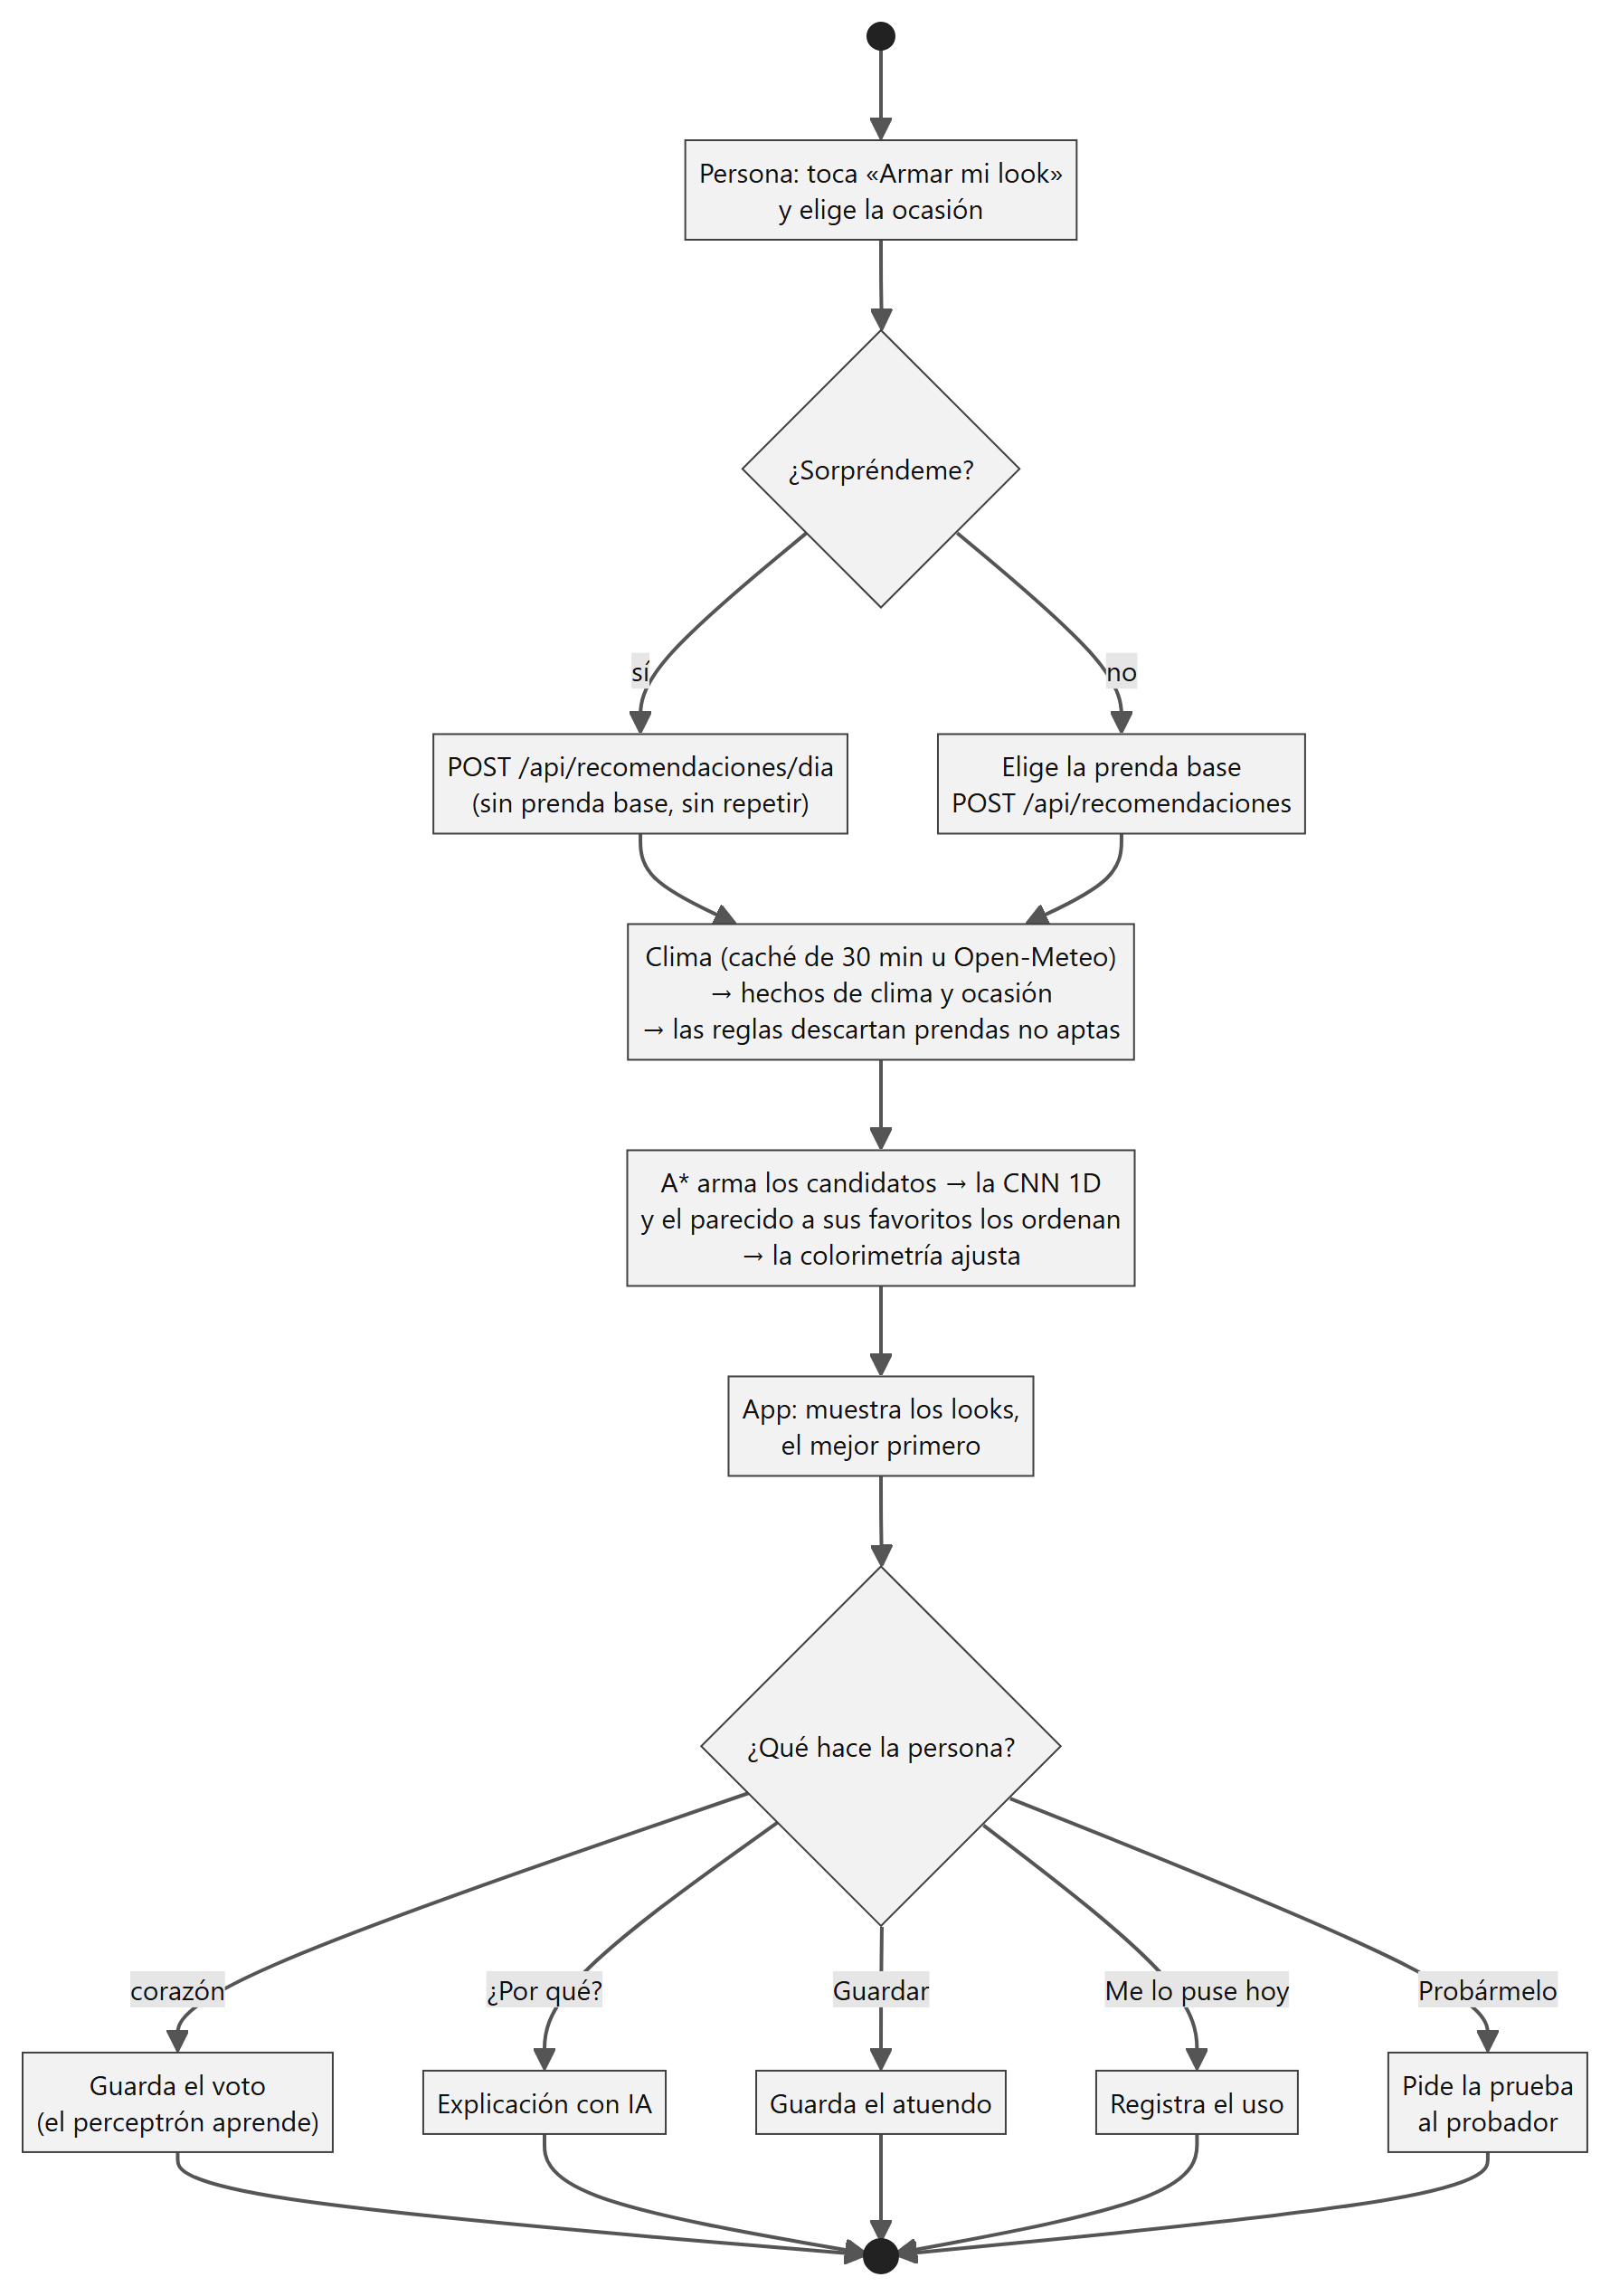 Persona: toca «Armar mi look»
y elige la ocasión
¿Sorpréndeme?
sí
no
POST /api/recomendaciones/dia
(sin prenda base, sin repetir)
Elige la prenda base
POST /api/recomendaciones
Clima (caché de 30 min u Open-Meteo)
→ hechos de clima y ocasión
→ las reglas descartan prendas no aptas
A* arma los candidatos → la CNN 1D
y el parecido a sus favoritos los ordenan
→ la colorimetría ajusta
App: muestra los looks,
el mejor primero
¿Qué hace la persona?
corazón
¿Por qué?
Guardar
Me lo puse hoy
Probármelo
Guarda el voto
(el perceptrón aprende)
Explicación con IA
Guarda el atuendo
Registra el uso
Pide la prueba
al probador